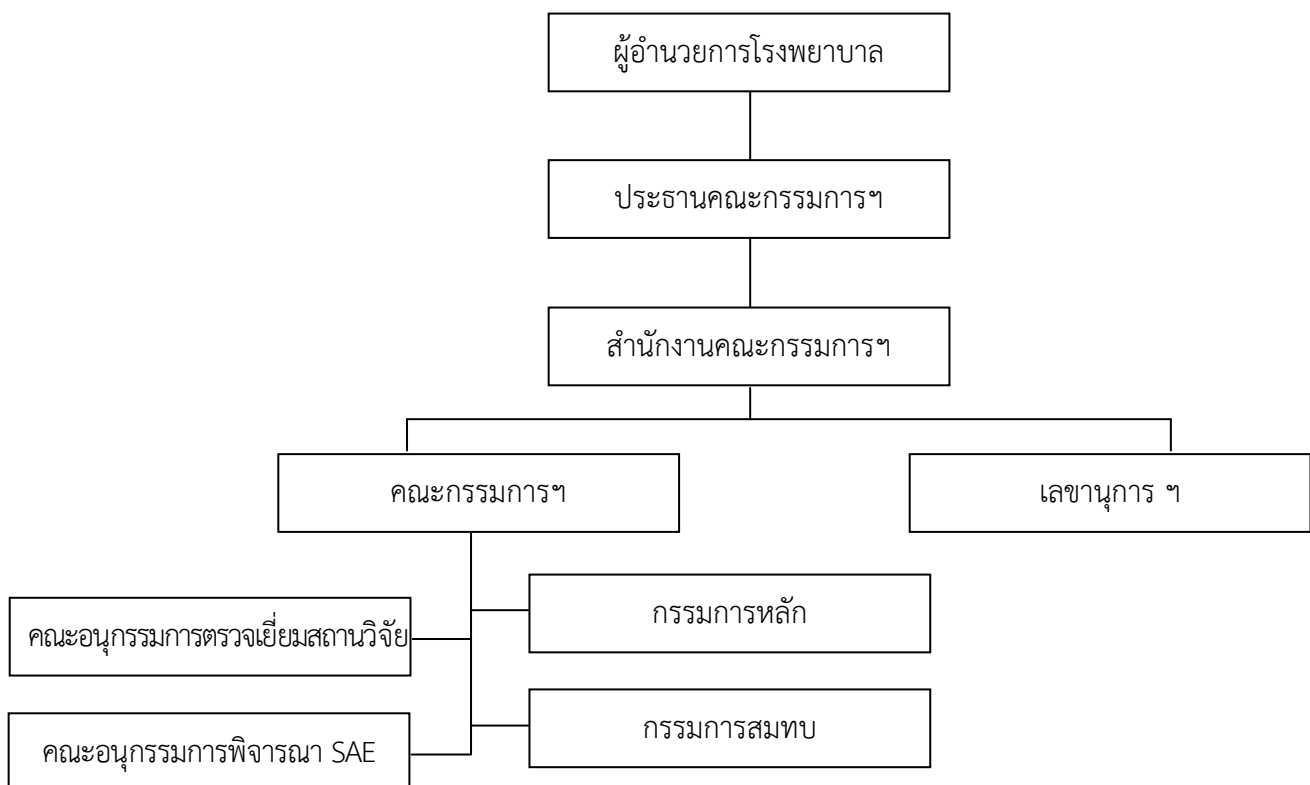 ผู้อำนวยการโรงพยาบาล
ประธานคณะกรรมการฯ
สำนักงานคณะกรรมการฯ
คณะกรรมการฯ
เลขานุการ ฯ
กรรมการหลัก
คณะอนุกรรมการตรวจเยี่ยมสถานวิจัย
กรรมการสมทบ
คณะอนุกรรมการพิจารณา SAE